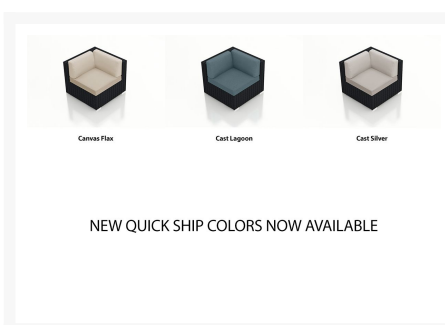 Canvas Flax
Cast Lagoon
Cast Silver
NEW QUICK SHIP COLORS NOW AVAILABLE